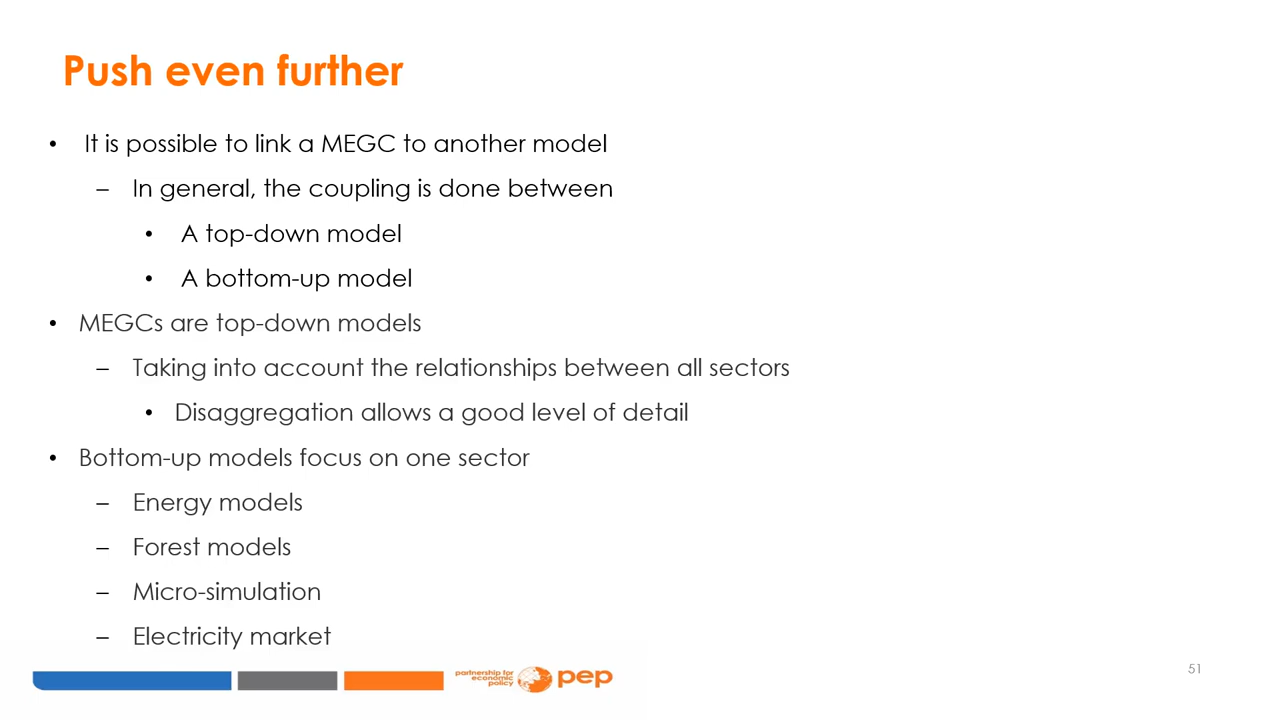 Push even further
• It is possible to link a MEGC to another model
– In general, the coupling is done between
• A top-down model
• A bottom-up model
• MEGCs are top-down models
– Taking into account the relationships between all sectors
• Disaggregation allows a good level of detail
• Bottom-up models focus on one sector
– Energy models
– Forest models
– Micro-simulation
– Electricity market
partnership for
economic
policy
pep
51